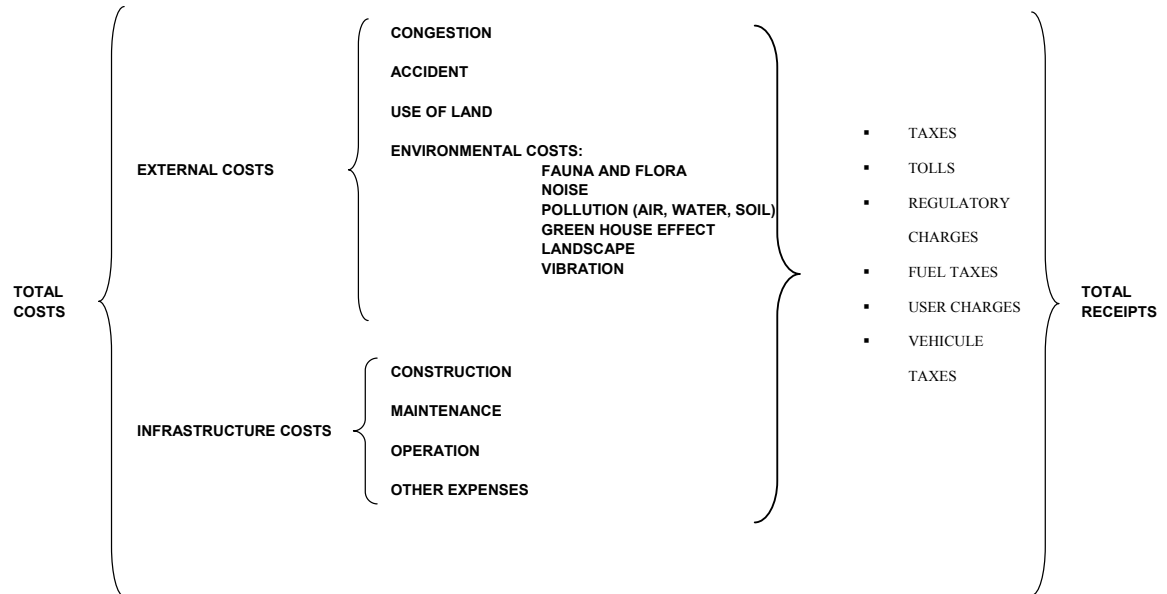 TOTAL
COSTS
EXTERNAL COSTS
CONGESTION
ACCIDENT
USE OF LAND
ENVIRONMENTAL COSTS:
FAUNA AND FLORA
NOISE
POLLUTION (AIR, WATER, SOIL)
GREEN HOUSE EFFECT
LANDSCAPE
VIBRATION
INFRASTRUCTURE COSTS
CONSTRUCTION
MAINTENANCE
OPERATION
OTHER EXPENSES
▪ TAXES
▪ TOLLS
▪ REGULATORY
CHARGES
▪ FUEL TAXES
▪ USER CHARGES
▪ VEHICULE
TAXES
TOTAL
RECEIPTS